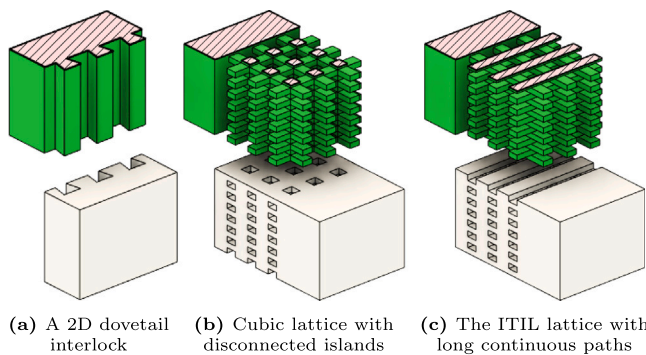 (a) A 2D dovetail
interlock
(b) Cubic lattice with
disconnected islands
(c) The ITIL lattice with
long continuous paths